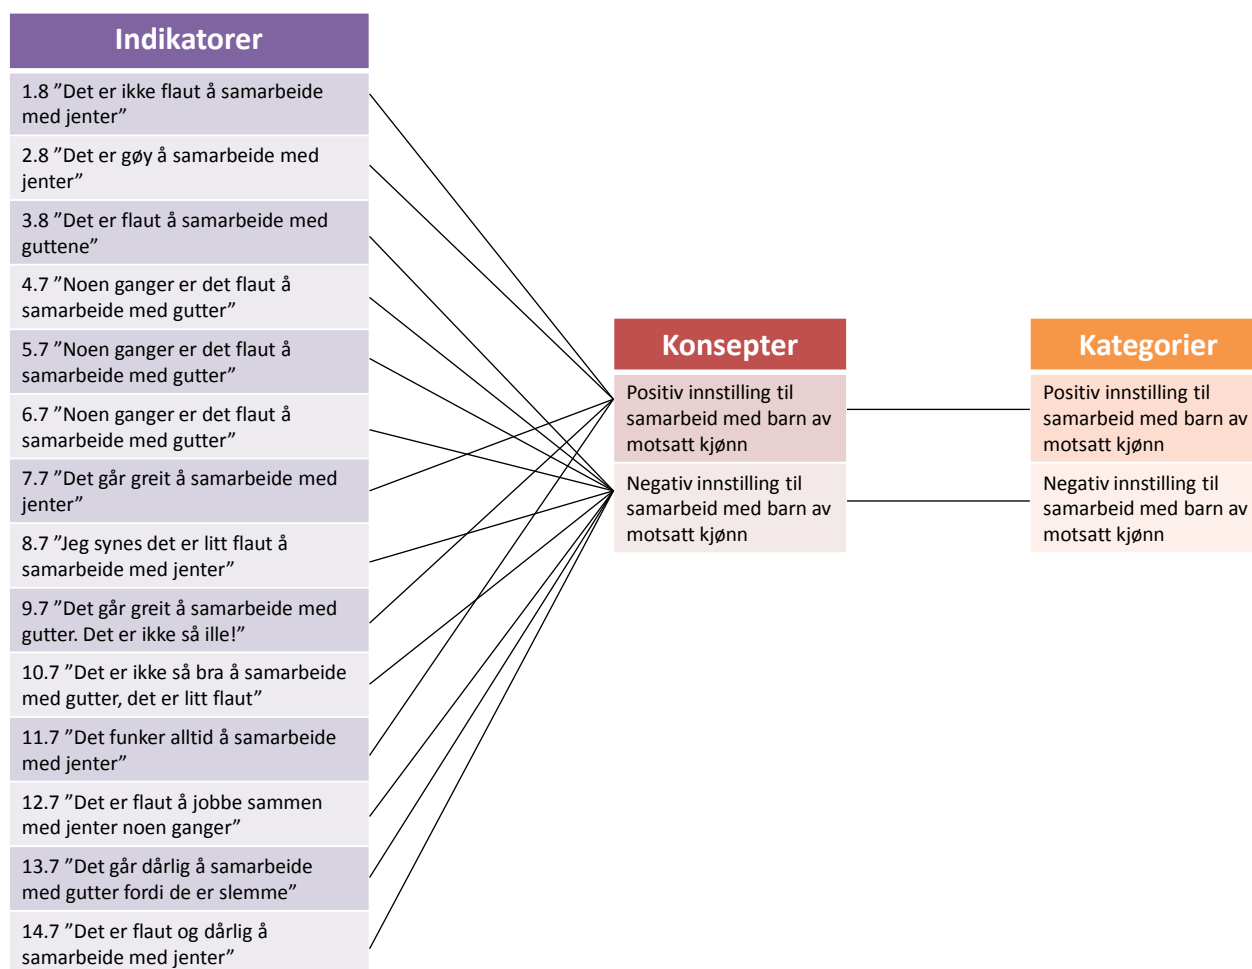 Indikatorer
1.8 ”Det er ikke flaut å samarbeide
med jenter”
2.8 ”Det er gøy å samarbeide med
jenter”
3.8 ”Det er flaut å samarbeide med
guttene”
4.7 ”Noen ganger er det flaut å
samarbeide med gutter”
5.7 ”Noen ganger er det flaut å
samarbeide med gutter”
6.7 ”Noen ganger er det flaut å
samarbeide med gutter”
7.7 ”Det går greit å samarbeide med
jenter”
8.7 ”Jeg synes det er litt flaut å
samarbeide med jenter”
9.7 ”Det går greit å samarbeide med
gutter. Det er ikke så ille!”
10.7 ”Det er ikke så bra å samarbeide
med gutter, det er litt flaut”
11.7 ”Det funker alltid å samarbeide
med jenter”
12.7 ”Det er flaut å jobbe sammen
med jenter noen ganger”
13.7 ”Det går dårlig å samarbeide
med gutter fordi de er slemme”
14.7 ”Det er flaut og dårlig å
samarbeide med jenter”
Konsepter
Positiv innstilling til
samarbeid med barn av
motsatt kjønn
Negativ innstilling til
samarbeid med barn av
motsatt kjønn
Kategorier
Positiv innstilling til
samarbeid med barn av
motsatt kjønn
Negativ innstilling til
samarbeid med barn av
motsatt kjønn